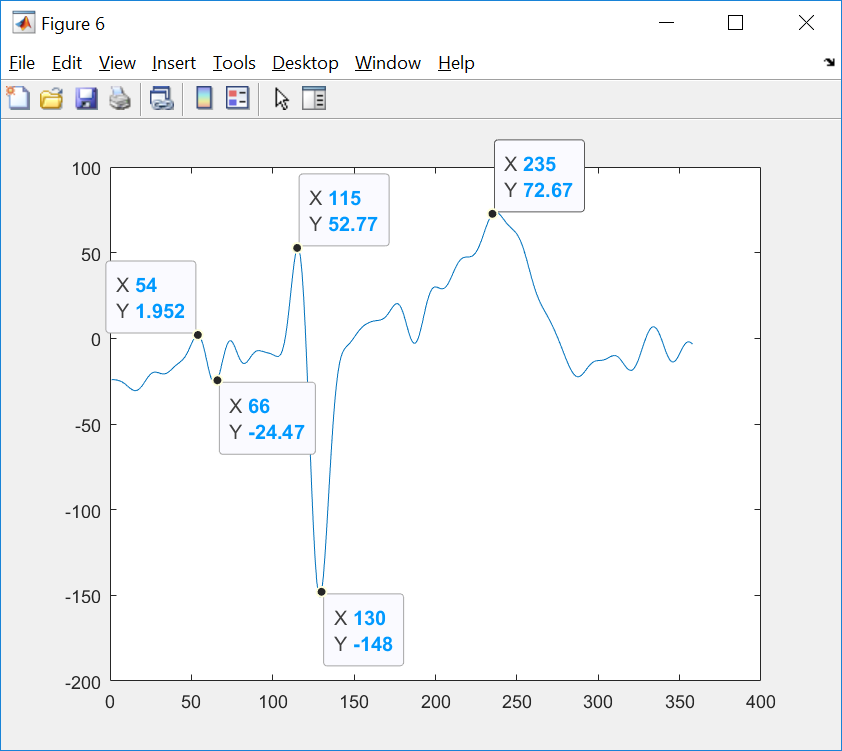 Figure 6
File Edit View Insert Tools Desktop Window Help
X 235
Y 72.67
X 115
Y 52.77
X 54
Y 1.952
X 66
Y -24.47
X 130
Y -148
100
50
0
-50
-100
-150
-200
0 50 100 150 200 250 300 350 400